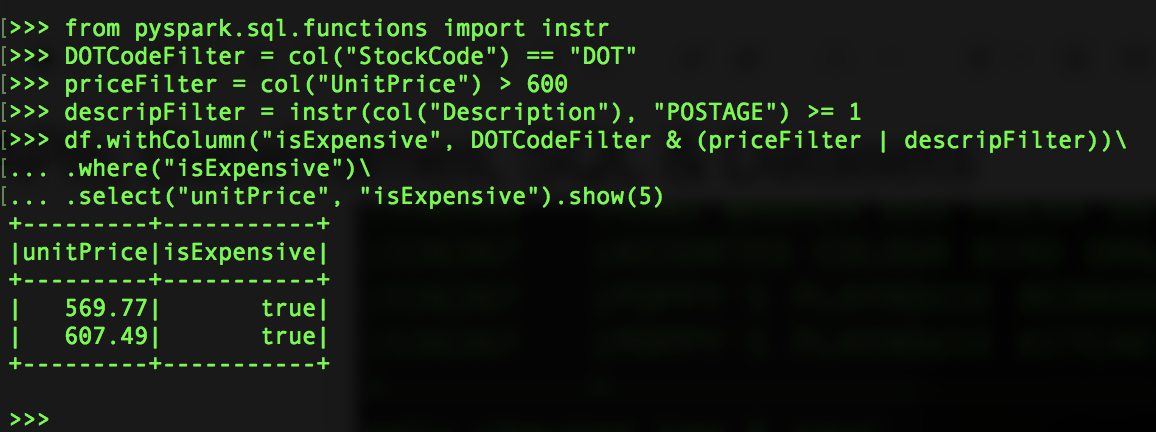 [>>> from pyspark.sql.functions import instr
[>>> DOTCodeFilter = col("StockCode") == "DOT"
[>>> priceFilter = col("UnitPrice") > 600
[>>> descripFilter = instr(col("Description"), "POSTAGE") >= 1
[>>> df.withColumn("isExpensive", DOTCodeFilter & (priceFilter | descripFilter))\
[... .where("isExpensive")\
[... .select("unitPrice", "isExpensive").show(5)
+---------+-----------+
|unitPrice|isExpensive|
+---------+-----------+
|   569.77|       true|
|   607.49|       true|
+---------+-----------+
>>>